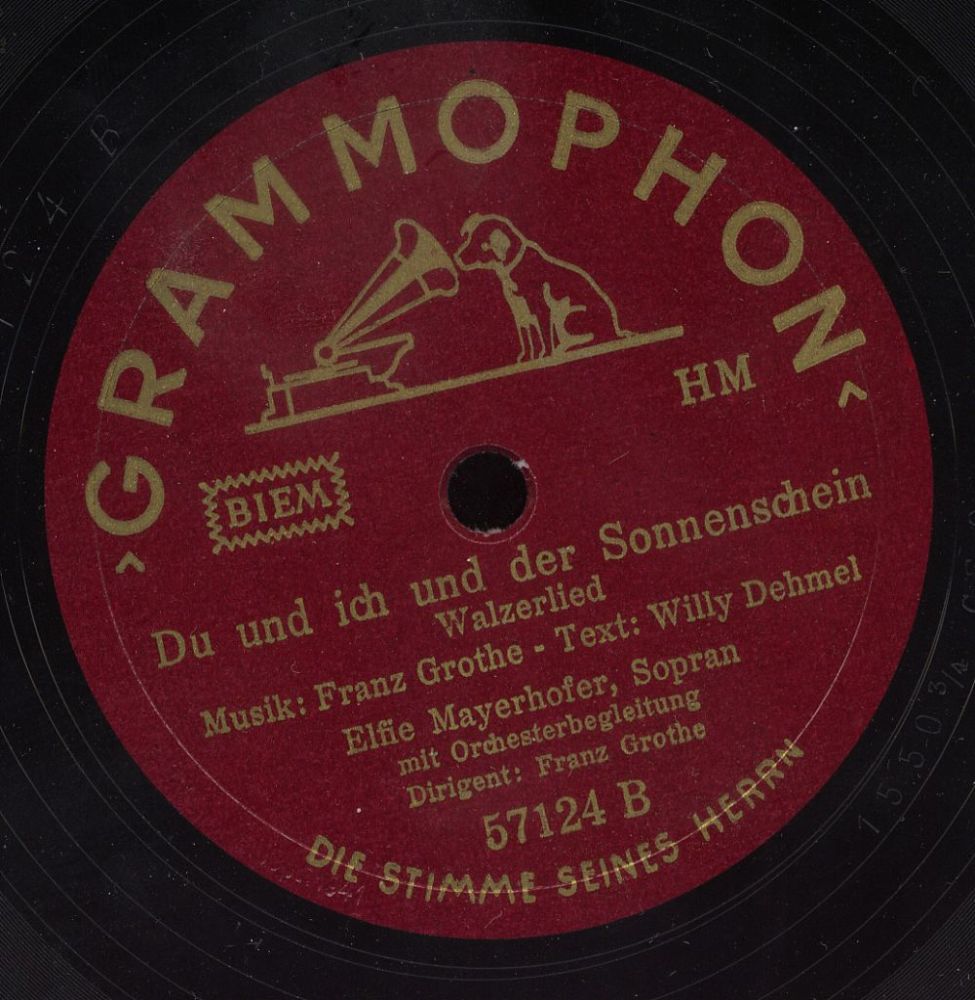 >GRAMMOPHON<
HM
BIEM
Du und ich und der Sonnenschein
Walzerlied
Musik: Franz Grothe - Text: Willy Dehmel
Elfie Mayerhofer, Sopran
mit Orchesterbegleitung
Dirigent: Franz Grothe
57124 B
DIE STIMME SEINES HERRN